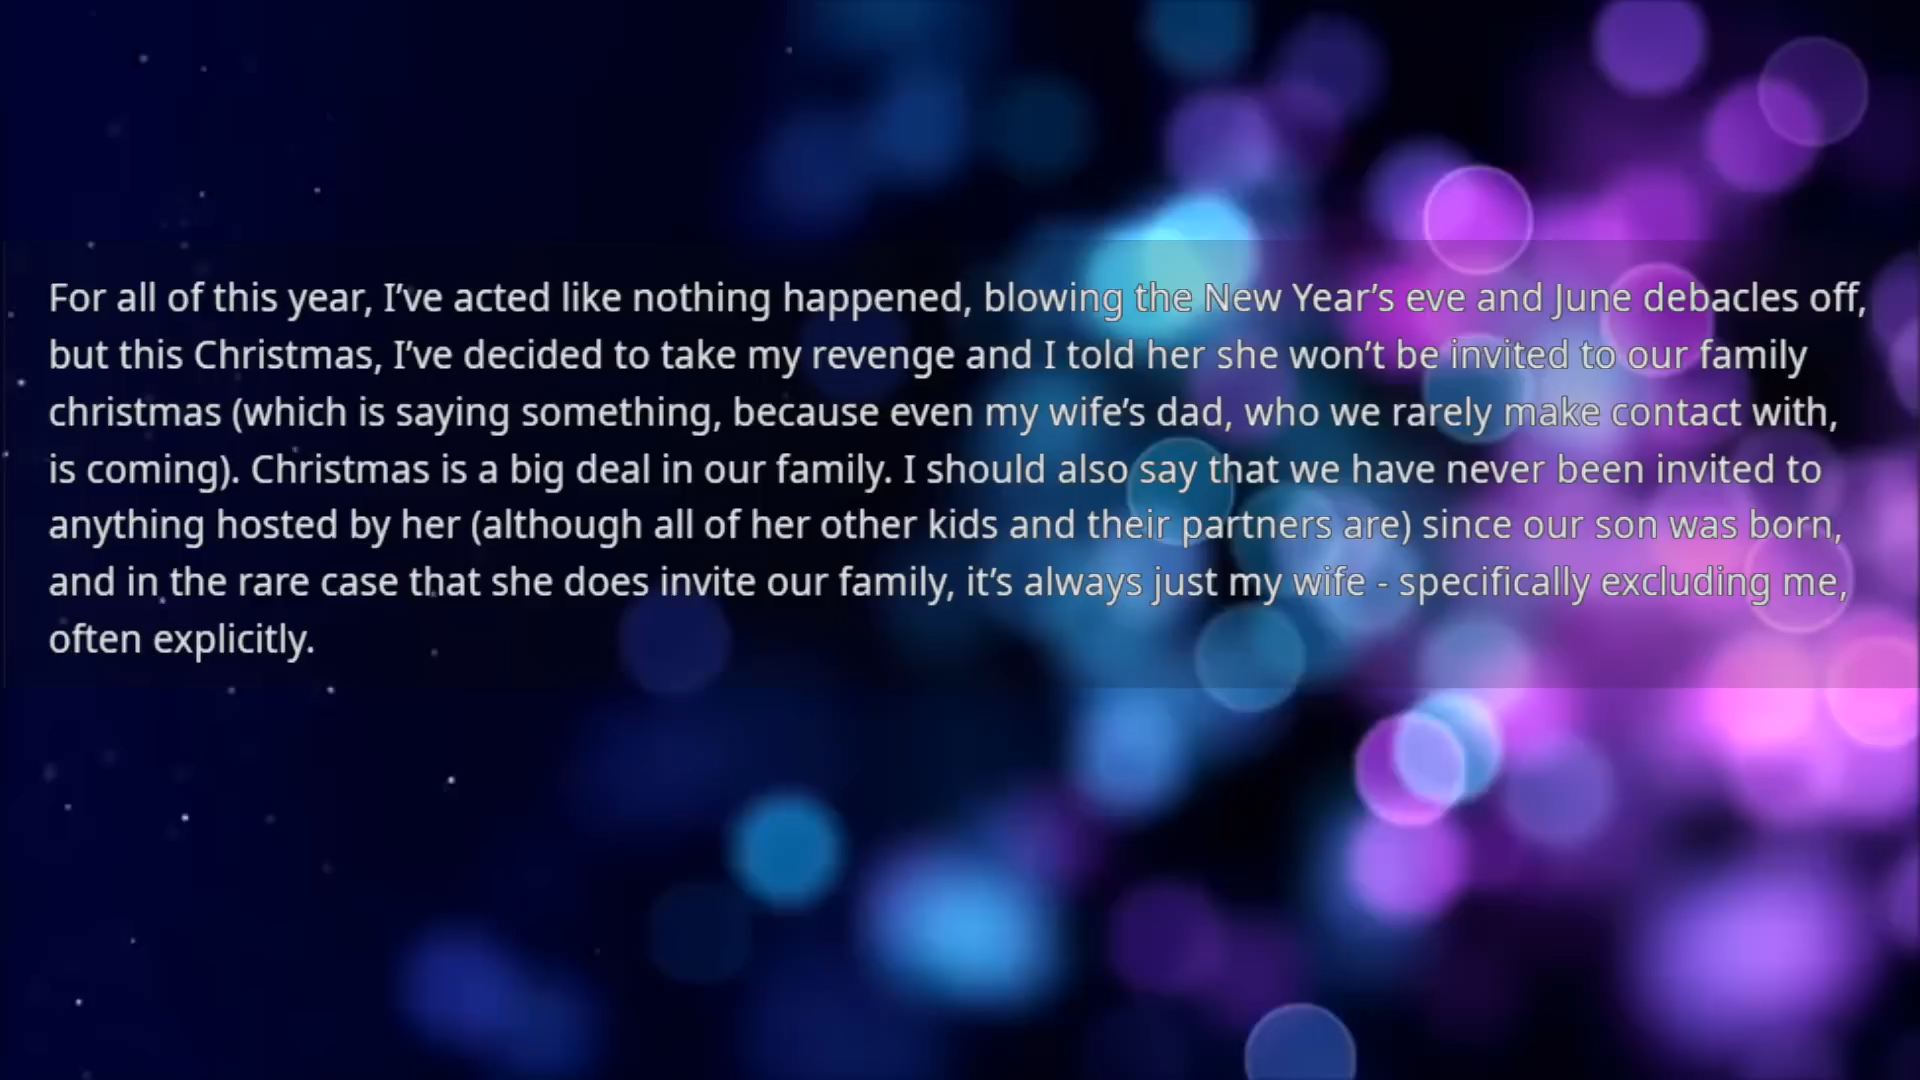 For all of this year, I’ve acted like nothing happened, blowing the New Year’s eve and June debacles off,
but this Christmas, I’ve decided to take my revenge and I told her she won’t be invited to our family
christmas (which is saying something, because even my wife’s dad, who we rarely make contact with,
is coming). Christmas is a big deal in our family. I should also say that we have never been invited to
anything hosted by her (although all of her other kids and their partners are) since our son was born,
and in the rare case that she does invite our family, it’s always just my wife - specifically excluding me,
often explicitly.